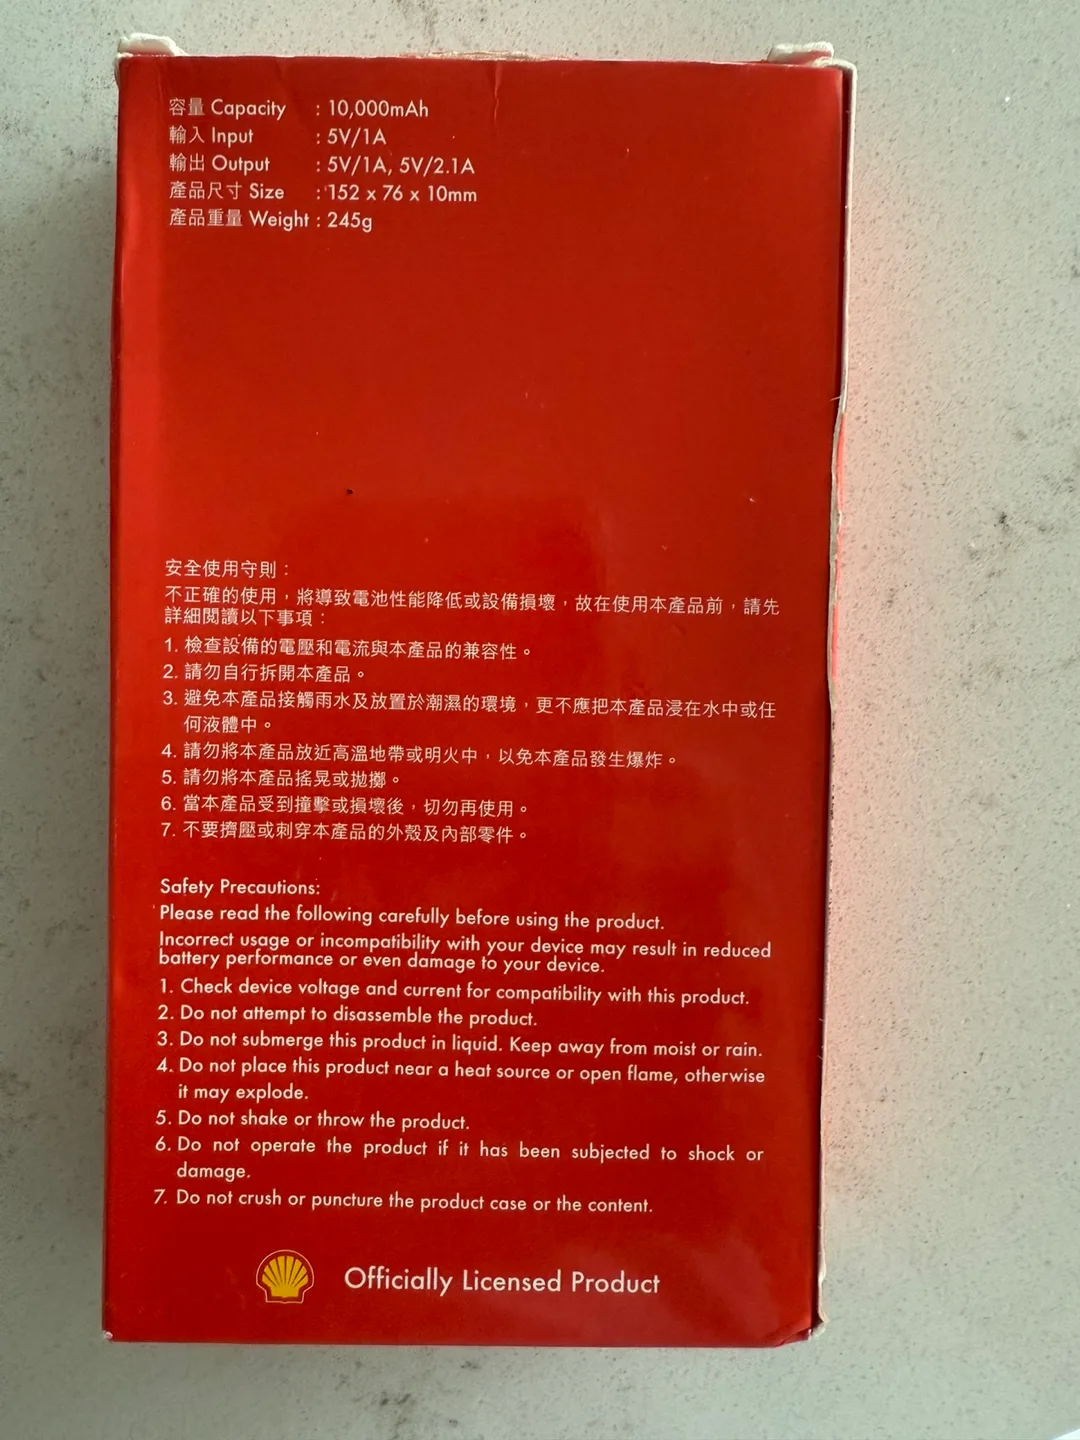 容量 Capacity : 10,000mAh
輸入 Input : 5V/1A
輸出 Output : 5V/1A, 5V/2.1A
產品尺寸 Size : 152 x 76 x 10mm
產品重量 Weight : 245g
安全使用守則：
不正確的使用，將導致電池性能降低或設備損壞，故在使用本產品前，請先
詳細閱讀以下事項：
1. 檢查設備的電壓和電流與本產品的兼容性。
2. 請勿自行拆開本產品。
3. 避免本產品接觸雨水及放置於潮濕的環境，更不應把本產品浸在水中或任
何液體中。
4. 請勿將本產品放近高溫地帶或明火中，以免本產品發生爆炸。
5. 請勿將本產品搖晃或拋擲。
6. 當本產品受到撞擊或損壞後，切勿再使用。
7. 不要擠壓或刺穿本產品的外殼及內部零件。
Safety Precautions:
Please read the following carefully before using the product.
Incorrect usage or incompatibility with your device may result in reduced
battery performance or even damage to your device.
1. Check device voltage and current for compatibility with this product.
2. Do not attempt to disassemble the product.
3. Do not submerge this product in liquid. Keep away from moist or rain.
4. Do not place this product near a heat source or open flame, otherwise
it may explode.
5. Do not shake or throw the product.
6. Do not operate the product if it has been subjected to shock or
damage.
7. Do not crush or puncture the product case or the content.
Officially Licensed Product